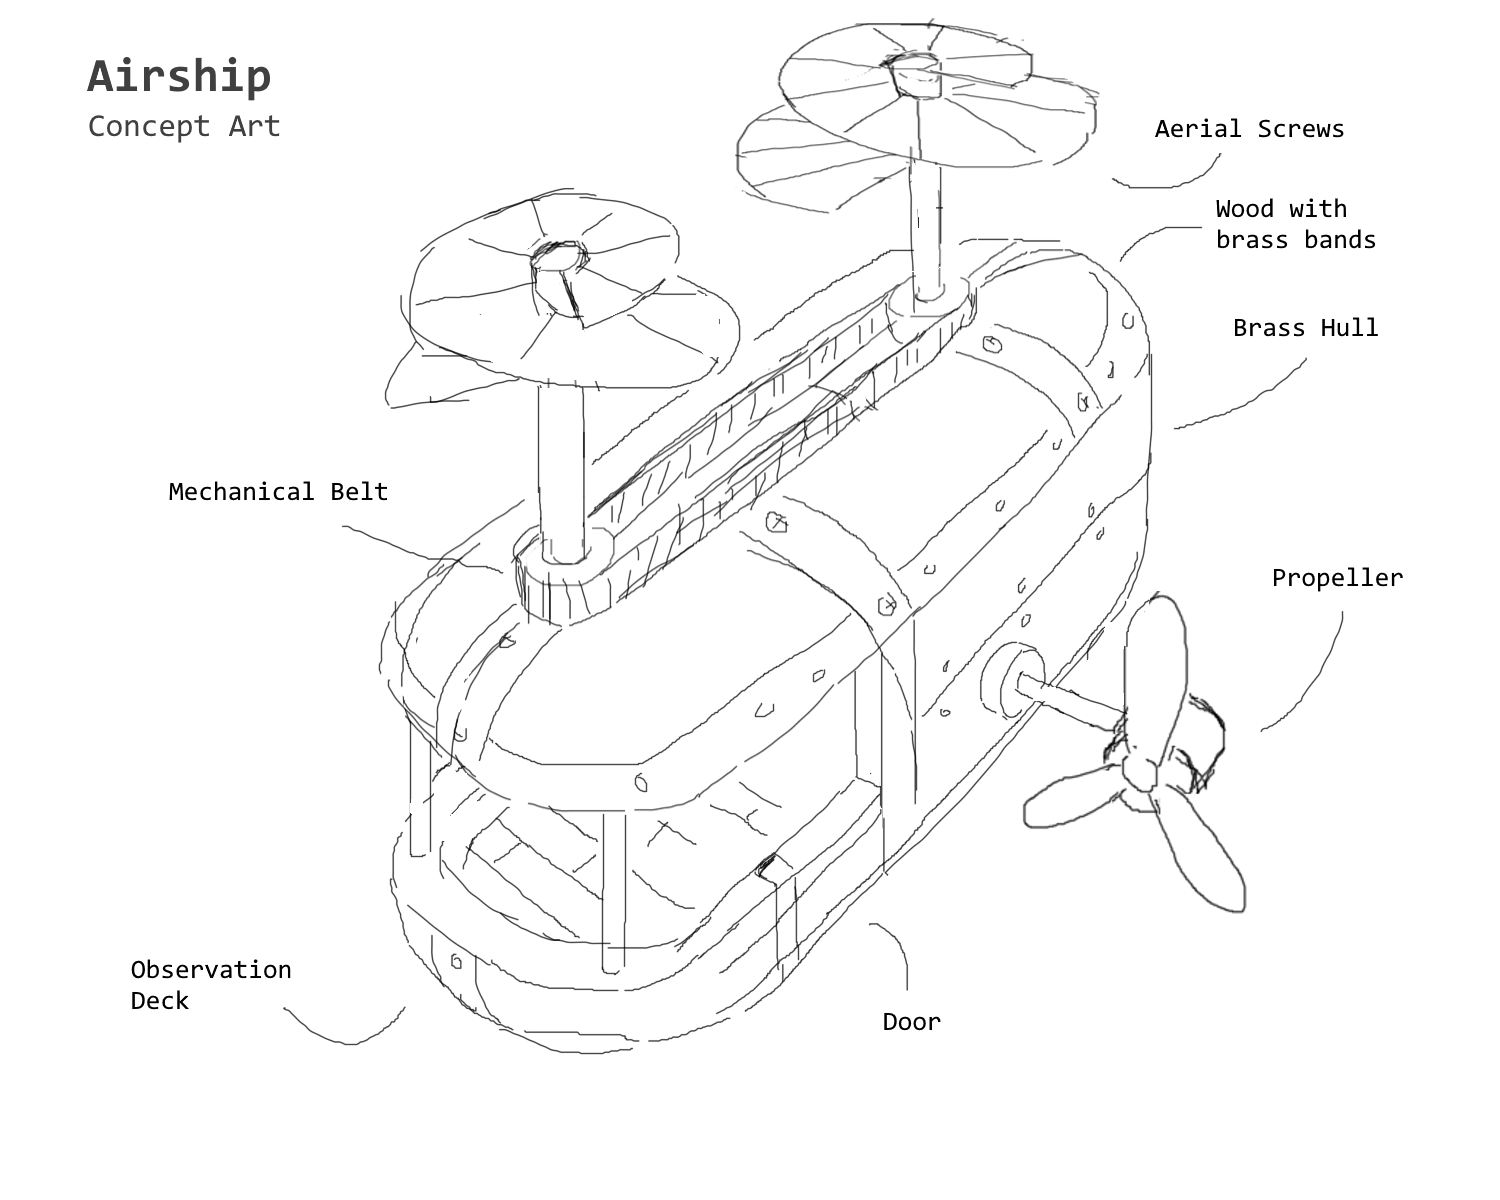 Airship
Concept Art
Aerial Screws
Wood with
brass bands
Brass Hull
Mechanical Belt
Propeller
Observation
Deck
Door